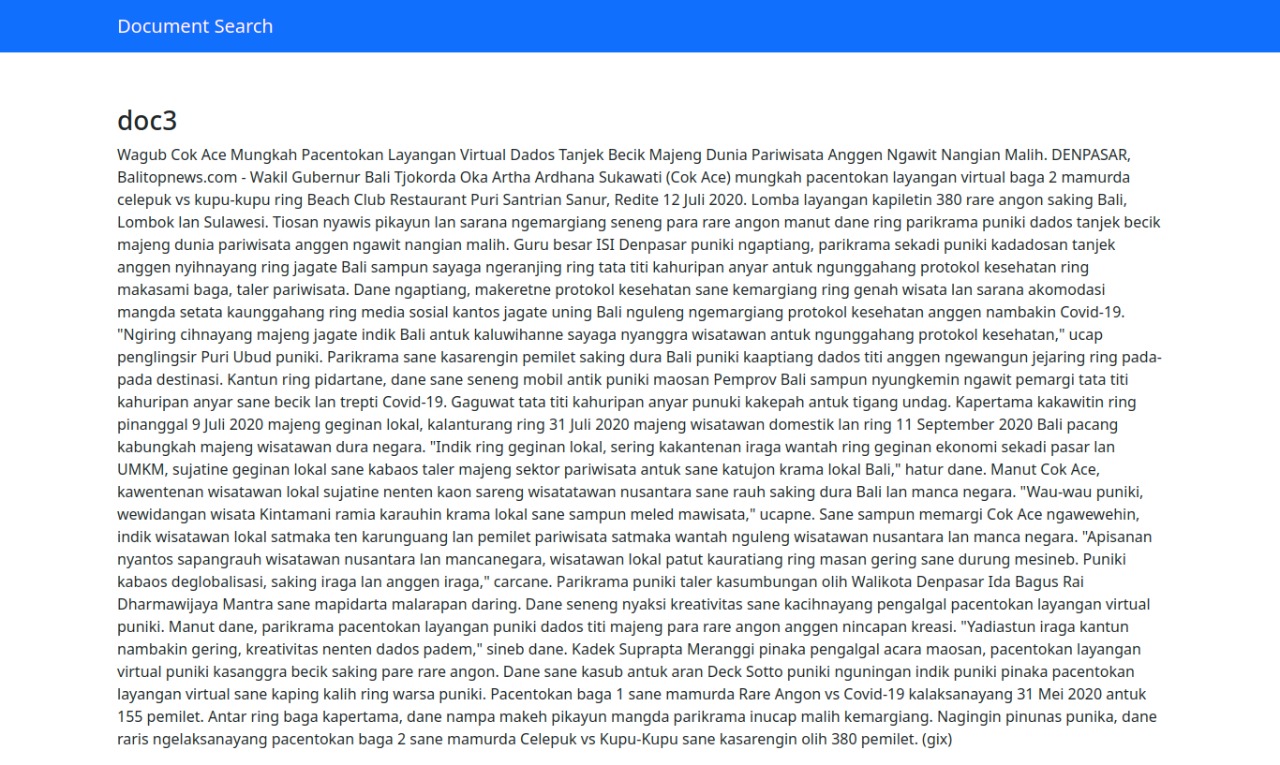 Document Search
doc3
Wagub Cok Ace Mungkah Pacentokan Layangan Virtual Dados Tanjek Becik Majeng Dunia Pariwisata Anggen Ngawit Nangian Malih. DENPASAR,
Balitopnews.com - Wakil Gubernur Bali Tjokorda Oka Artha Ardhana Sukawati (Cok Ace) mungkah pacentokan layangan virtual baga 2 mamurda
celepuk vs kupu-kupu ring Beach Club Restaurant Puri Santrian Sanur, Redite 12 Juli 2020. Lomba layangan kapiletin 380 rare angon saking Bali,
Lombok lan Sulawesi. Tiosan nyawis pikayun lan sarana ngemargiang seneng para rare angon manut dane ring parikrama puniki dados tanjek becik
majeng dunia pariwisata anggen ngawit nangian malih. Guru besar ISI Denpasar puniki ngaptiang, parikrama sekadi puniki kadadosan tanjek
anggen nyihnayang ring jagate Bali sampun sayaga ngeranjing ring tata titi kahuripan anyar antuk ngunggahang protokol kesehatan ring
makasami baga, taler pariwisata. Dane ngaptiang, makeretne protokol kesehatan sane kemargiang ring genah wisata lan sarana akomodasi
mangda setata kaunggahang ring media sosial kantos jagate uning Bali nguleng ngemargiang protokol kesehatan anggen nambakin Covid-19.
"Ngiring cihnayang majeng jagate indik Bali antuk kaluwihanne sayaga nyanggra wisatawan antuk ngunggahang protokol kesehatan," ucap
penglingsir Puri Ubud puniki. Parikrama sane kasarengin pemilet saking dura Bali puniki kaaptiang dados titi anggen ngewangun jejaring ring pada-
pada destinasi. Kantun ring pidartane, dane sane seneng mobil antik puniki maosan Pemprov Bali sampun nyungkemin ngawit pemargi tata titi
kahuripan anyar sane becik lan trepti Covid-19. Gaguwat tata titi kahuripan anyar punuki kakepah antuk tigang undag. Kapertama kakawitin ring
pinanggal 9 Juli 2020 majeng geginan lokal, kalanturang ring 31 Juli 2020 majeng wisatawan domestik lan ring 11 September 2020 Bali pacang
kabungkah majeng wisatawan dura negara. "Indik ring geginan lokal, sering kakantenan iraga wantah ring geginan ekonomi sekadi pasar lan
UMKM, sujatine geginan lokal sane kabaos taler majeng sektor pariwisata antuk sane katujon krama lokal Bali," hatur dane. Manut Cok Ace,
kawentenan wisatawan lokal sujatine nenten kaon sareng wisatatawan nusantara sane rauh saking dura Bali lan manca negara. "Wau-wau puniki,
wewidangan wisata Kintamani ramia karauhin krama lokal sane sampun meled mawisata," ucapne. Sane sampun memargi Cok Ace ngawewehin,
indik wisatawan lokal satmaka ten karunguang lan pemilet pariwisata satmaka wantah nguleng wisatawan nusantara lan manca negara. "Apisanan
nyantos sapangrauh wisatawan nusantara lan mancanegara, wisatawan lokal patut kauratiang ring masan gering sane durung mesineb. Puniki
kabaos deglobalisasi, saking iraga lan anggen iraga," carcane. Parikrama puniki taler kasumbungan olih Walikota Denpasar Ida Bagus Rai
Dharmawijaya Mantra sane mapidarta malarapan daring. Dane seneng nyaksi kreativitas sane kacihnayang pengalgal pacentokan layangan virtual
puniki. Manut dane, parikrama pacentokan layangan puniki dados titi majeng para rare angon anggen nincapan kreasi. "Yadiastun iraga kantun
nambakin gering, kreativitas nenten dados padem," sineb dane. Kadek Suprapta Meranggi pinaka pengalgal acara maosan, pacentokan layangan
virtual puniki kasanggra becik saking pare rare angon. Dane sane kasub antuk aran Deck Sotto puniki nguningan indik puniki pinaka pacentokan
layangan virtual sane kaping kalih ring warsa puniki. Pacentokan baga 1 sane mamurda Rare Angon vs Covid-19 kalaksanayang 31 Mei 2020 antuk
155 pemilet. Antar ring baga kapertama, dane nampa makeh pikayun mangda parikrama inucap malih kemargiang. Nagingin pinunas punika, dane
raris ngelaksanayang pacentokan baga 2 sane mamurda Celepuk vs Kupu-Kupu sane kasarengin olih 380 pemilet. (gix)